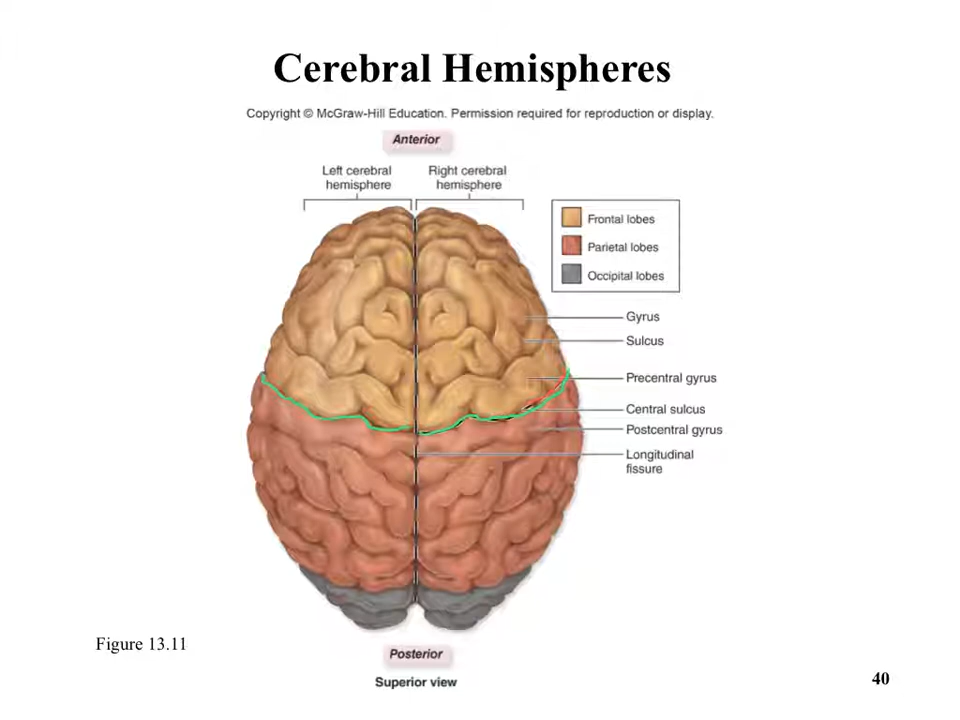 Cerebral Hemispheres
Copyright © McGraw-Hill Education. Permission required for reproduction or display.
Anterior
Left cerebral
hemisphere
Right cerebral
hemisphere
Frontal lobes
Parietal lobes
Occipital lobes
Gyrus
Sulcus
Precentral gyrus
Central sulcus
Postcentral gyrus
Longitudinal
fissure
Figure 13.11
Posterior
Superior view
40